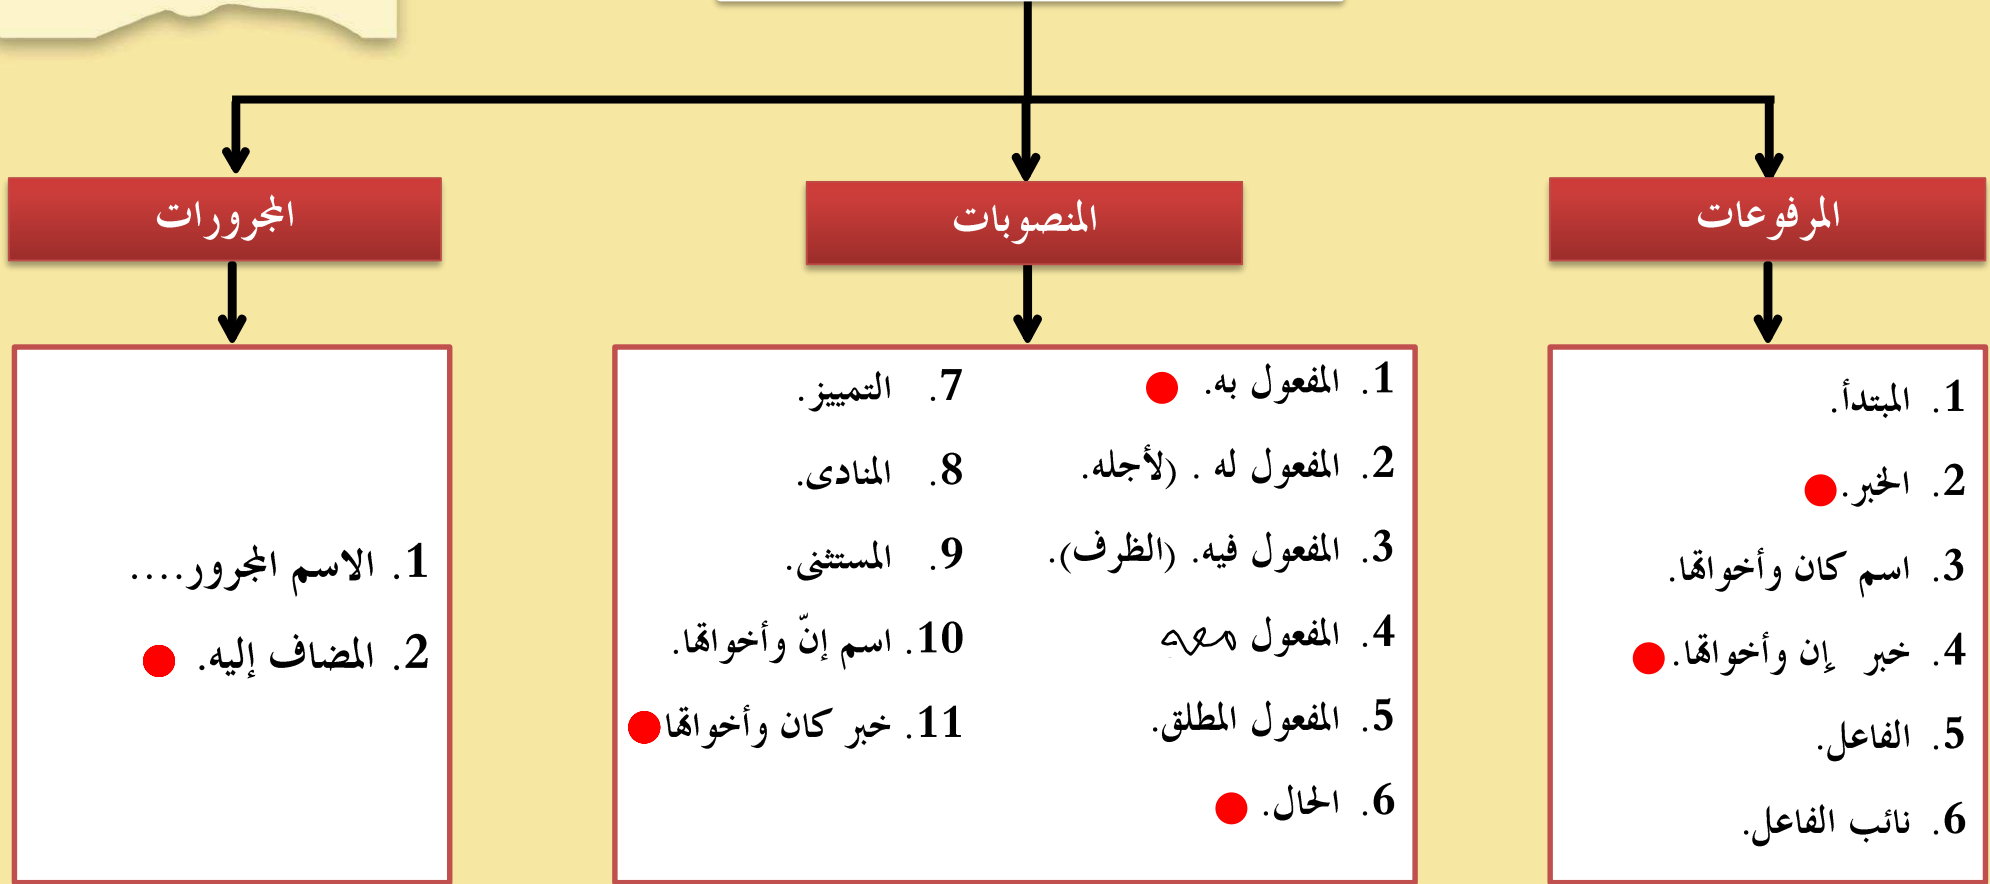 المرفوعات
1. المبتدأ.
2. الخبر.
3. اسم كان وأخواتها.
4. خبر إن وأخواتها.
5. الفاعل.
6. نائب الفاعل.
المنصوبات
1. المفعول به.
2. المفعول له . (لأجله.
3. المفعول فيه. (الظرف).
4. المفعول معه
5. المفعول المطلق.
6. الحال.
7. التمييز.
8. المنادى.
9. المستثنى.
10. اسم إنّ وأخواتها.
11. خبر كان وأخواتها
المجرورات
1. الاسم المجرور....
2. المضاف إليه.